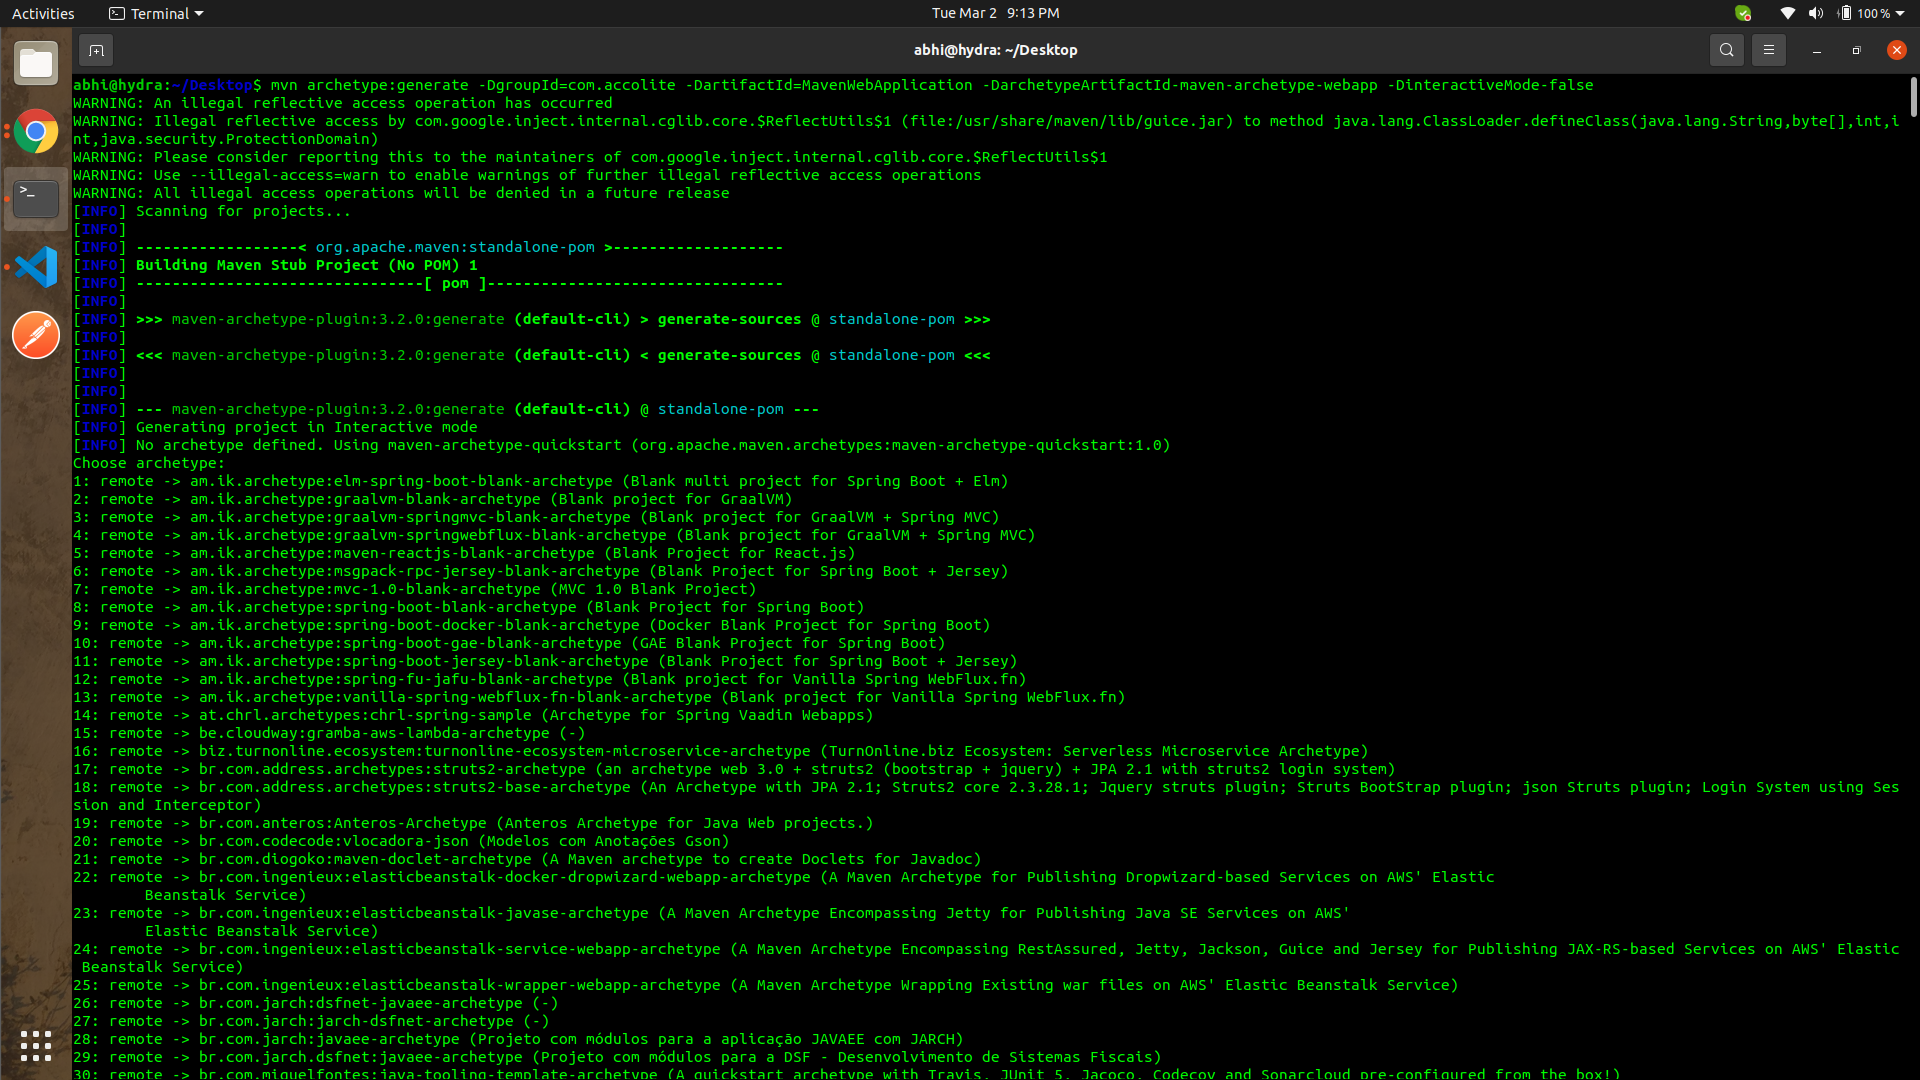 Activities
Terminal
Tue Mar 2 9:13 PM
100 %
abhi@hydra: ~/Desktop
abhi@hydra:~/Desktop$ mvn archetype:generate -DgroupId=com.accolite -DartifactId=MavenWebApplication -DarchetypeArtifactId-maven-archetype-webapp -DinteractiveMode-false
WARNING: An illegal reflective access operation has occurred
WARNING: Illegal reflective access by com.google.inject.internal.cglib.core.$ReflectUtils$1 (file:/usr/share/maven/lib/guice.jar) to method java.lang.ClassLoader.defineClass(java.lang.String,byte[],int,i
nt,java.security.ProtectionDomain)
WARNING: Please consider reporting this to the maintainers of com.google.inject.internal.cglib.core.$ReflectUtils$1
WARNING: Use --illegal-access=warn to enable warnings of further illegal reflective access operations
WARNING: All illegal access operations will be denied in a future release
[INFO] Scanning for projects...
[INFO]
[INFO] ------------------< org.apache.maven:standalone-pom >-------------------
[INFO] Building Maven Stub Project (No POM) 1
[INFO] --------------------------------[ pom ]---------------------------------
[INFO]
[INFO] >>> maven-archetype-plugin:3.2.0:generate (default-cli) > generate-sources @ standalone-pom >>>
[INFO]
[INFO] <<< maven-archetype-plugin:3.2.0:generate (default-cli) < generate-sources @ standalone-pom <<<
[INFO]
[INFO]
[INFO] --- maven-archetype-plugin:3.2.0:generate (default-cli) @ standalone-pom ---
[INFO] Generating project in Interactive mode
[INFO] No archetype defined. Using maven-archetype-quickstart (org.apache.maven.archetypes:maven-archetype-quickstart:1.0)
Choose archetype:
1: remote -> am.ik.archetype:elm-spring-boot-blank-archetype (Blank multi project for Spring Boot + Elm)
2: remote -> am.ik.archetype:graalvm-blank-archetype (Blank project for GraalVM)
3: remote -> am.ik.archetype:graalvm-springmvc-blank-archetype (Blank project for GraalVM + Spring MVC)
4: remote -> am.ik.archetype:graalvm-springwebflux-blank-archetype (Blank project for GraalVM + Spring MVC)
5: remote -> am.ik.archetype:maven-reactjs-blank-archetype (Blank Project for React.js)
6: remote -> am.ik.archetype:msgpack-rpc-jersey-blank-archetype (Blank Project for Spring Boot + Jersey)
7: remote -> am.ik.archetype:mvc-1.0-blank-archetype (MVC 1.0 Blank Project)
8: remote -> am.ik.archetype:spring-boot-blank-archetype (Blank Project for Spring Boot)
9: remote -> am.ik.archetype:spring-boot-docker-blank-archetype (Docker Blank Project for Spring Boot)
10: remote -> am.ik.archetype:spring-boot-gae-blank-archetype (GAE Blank Project for Spring Boot)
11: remote -> am.ik.archetype:spring-boot-jersey-blank-archetype (Blank Project for Spring Boot + Jersey)
12: remote -> am.ik.archetype:spring-fu-jafu-blank-archetype (Blank project for Vanilla Spring WebFlux.fn)
13: remote -> am.ik.archetype:vanilla-spring-webflux-fn-blank-archetype (Blank project for Vanilla Spring WebFlux.fn)
14: remote -> at.chrl.archetypes:chrl-spring-sample (Archetype for Spring Vaadin Webapps)
15: remote -> be.cloudway:gramba-aws-lambda-archetype (-)
16: remote -> biz.turnonline.ecosystem:turnonline-ecosystem-microservice-archetype (TurnOnline.biz Ecosystem: Serverless Microservice Archetype)
17: remote -> br.com.address.archetypes:struts2-archetype (an archetype web 3.0 + struts2 (bootstrap + jquery) + JPA 2.1 with struts2 login system)
18: remote -> br.com.address.archetypes:struts2-base-archetype (An Archetype with JPA 2.1; Struts2 core 2.3.28.1; Jquery struts plugin; Struts BootStrap plugin; json Struts plugin; Login System using Ses
sion and Interceptor)
19: remote -> br.com.anteros:Anteros-Archetype (Anteros Archetype for Java Web projects.)
20: remote -> br.com.codecode:vlocadora-json (Modelos com Anotações Gson)
21: remote -> br.com.diogoko:maven-doclet-archetype (A Maven archetype to create Doclets for Javadoc)
22: remote -> br.com.ingenieux:elasticbeanstalk-docker-dropwizard-webapp-archetype (A Maven Archetype for Publishing Dropwizard-based Services on AWS' Elastic
Beanstalk Service)
23: remote -> br.com.ingenieux:elasticbeanstalk-javase-archetype (A Maven Archetype Encompassing Jetty for Publishing Java SE Services on AWS'
Elastic Beanstalk Service)
24: remote -> br.com.ingenieux:elasticbeanstalk-service-webapp-archetype (A Maven Archetype Encompassing RestAssured, Jetty, Jackson, Guice and Jersey for Publishing JAX-RS-based Services on AWS' Elastic
Beanstalk Service)
25: remote -> br.com.ingenieux:elasticbeanstalk-wrapper-webapp-archetype (A Maven Archetype Wrapping Existing war files on AWS' Elastic Beanstalk Service)
26: remote -> br.com.jarch:dsfnet-javaee-archetype (-)
27: remote -> br.com.jarch:jarch-dsfnet-archetype (-)
28: remote -> br.com.jarch:javaee-archetype (Projeto com módulos para a aplicação JAVAEE com JARCH)
29: remote -> br.com.jarch.dsfnet:javaee-archetype (Projeto com módulos para a DSF - Desenvolvimento de Sistemas Fiscais)
30: remote -> br.com.miguelfontes:java-tooling-template-archetype (A quickstart archetype with Travis, JUnit 5, Jacoco, Codecov and Sonarcloud pre-configured from the box!)